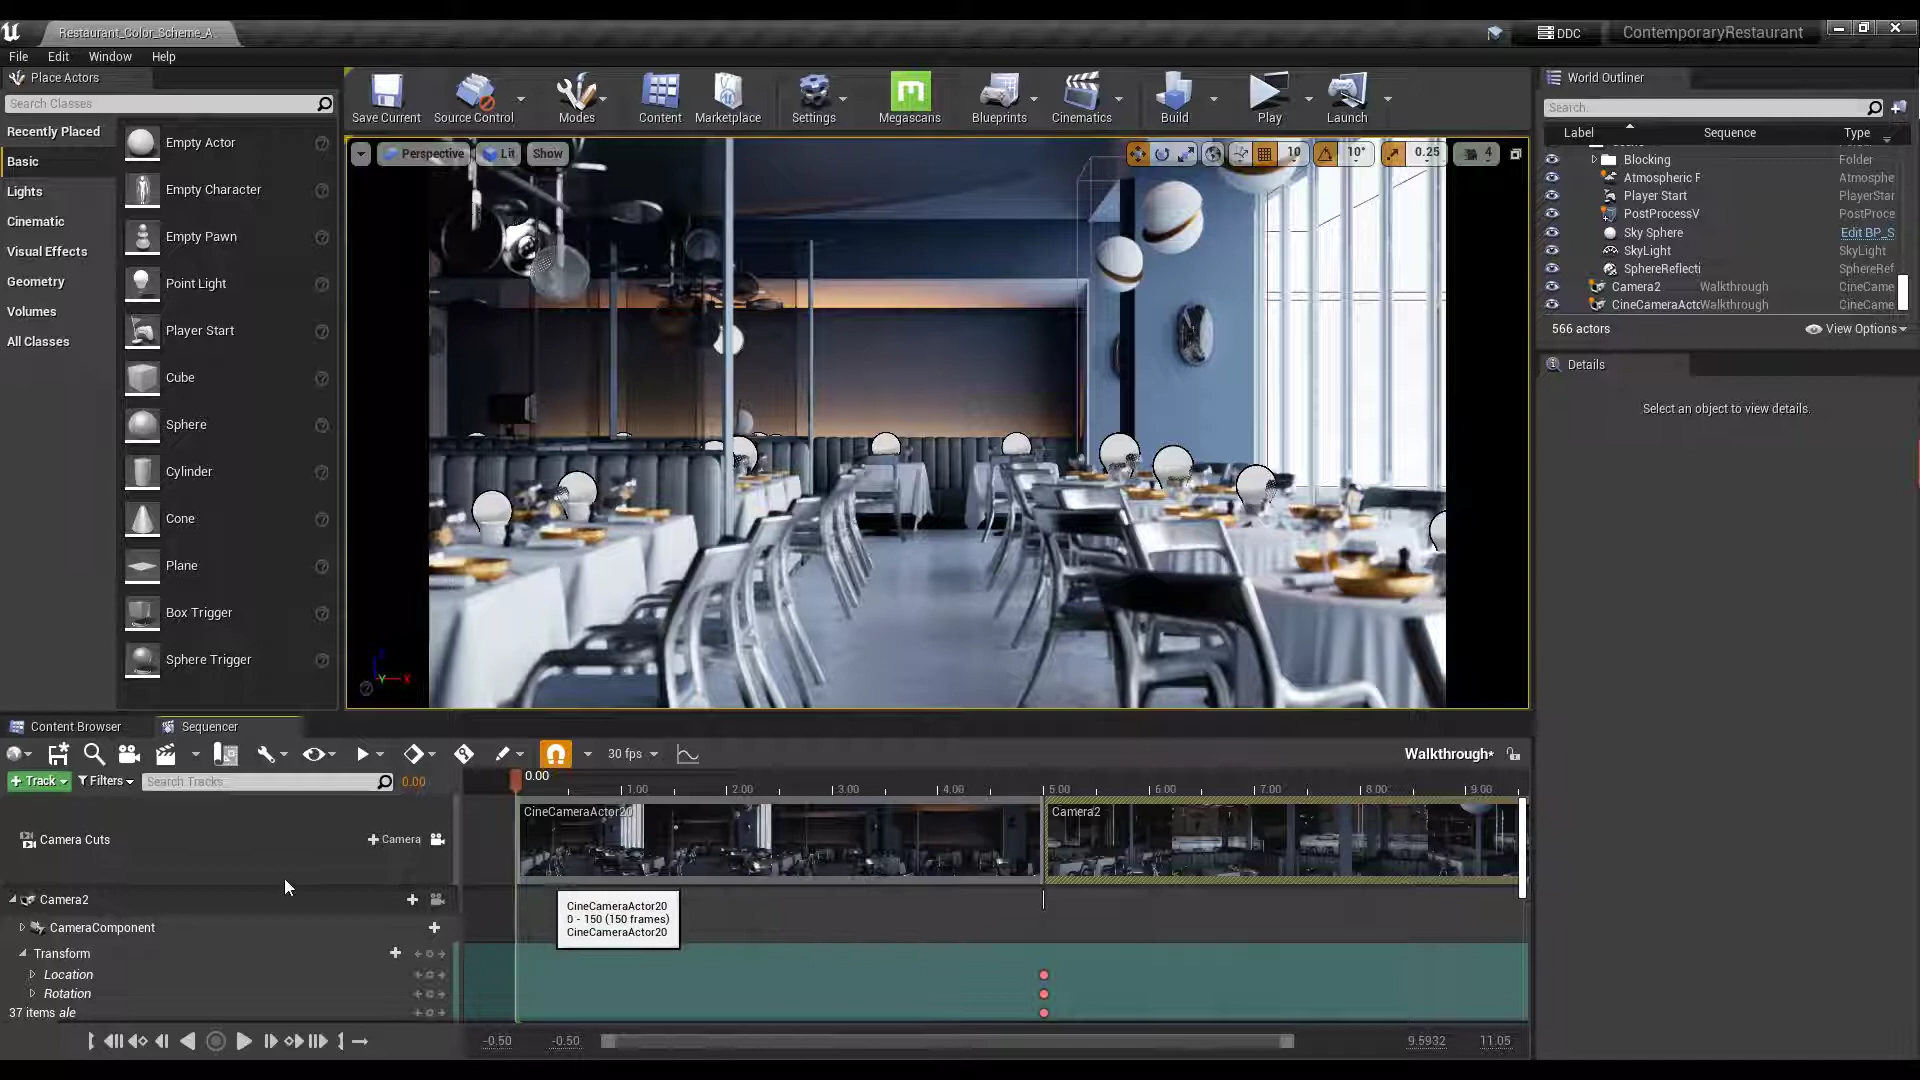 Restaurant_Color_Scheme_A
DDC
ContemporaryRestaurant
File
Edit
Window
Help
Place Actors
Search Classes
Recently Placed
Basic
Lights
Cinematic
Visual Effects
Geometry
Volumes
All Classes
Empty Actor
Empty Character
Empty Pawn
Point Light
Player Start
Cube
Sphere
Cylinder
Cone
Plane
Box Trigger
Sphere Trigger
Save Current
Source Control
Modes
Content
Marketplace
Settings
Megascans
Blueprints
Cinematics
Build
Play
Launch
Perspective
Lit
Show
10
10°
0.25
4
World Outliner
Search.
Label
Sequence
Type
Blocking
Folder
Atmospheric F
Atmosphe
Player Start
PlayerStar
PostProcessV
PostProce
Sky Sphere
Edit BP_S
SkyLight
SkyLight
SphereReflecti
SphereRef
Camera2
Walkthrough
CineCame
CineCameraActo
Walkthrough
CineCame
566 actors
View Options
Details
Select an object to view details.
Content Browser
Sequencer
30 fps
Walkthrough*
Track
Filters
Search Tracks
0.00
0.00
1.00
2.00
3.00
4.00
5.00
6.00
7.00
8.00
9.00
Camera Cuts
Camera
CineCameraActor20
Camera2
Camera2
CameraComponent
Transform
Location
Rotation
37 items ale
CineCameraActor20
0 - 150 (150 frames)
CineCameraActor20
-0.50
-0.50
9.5932
11.05